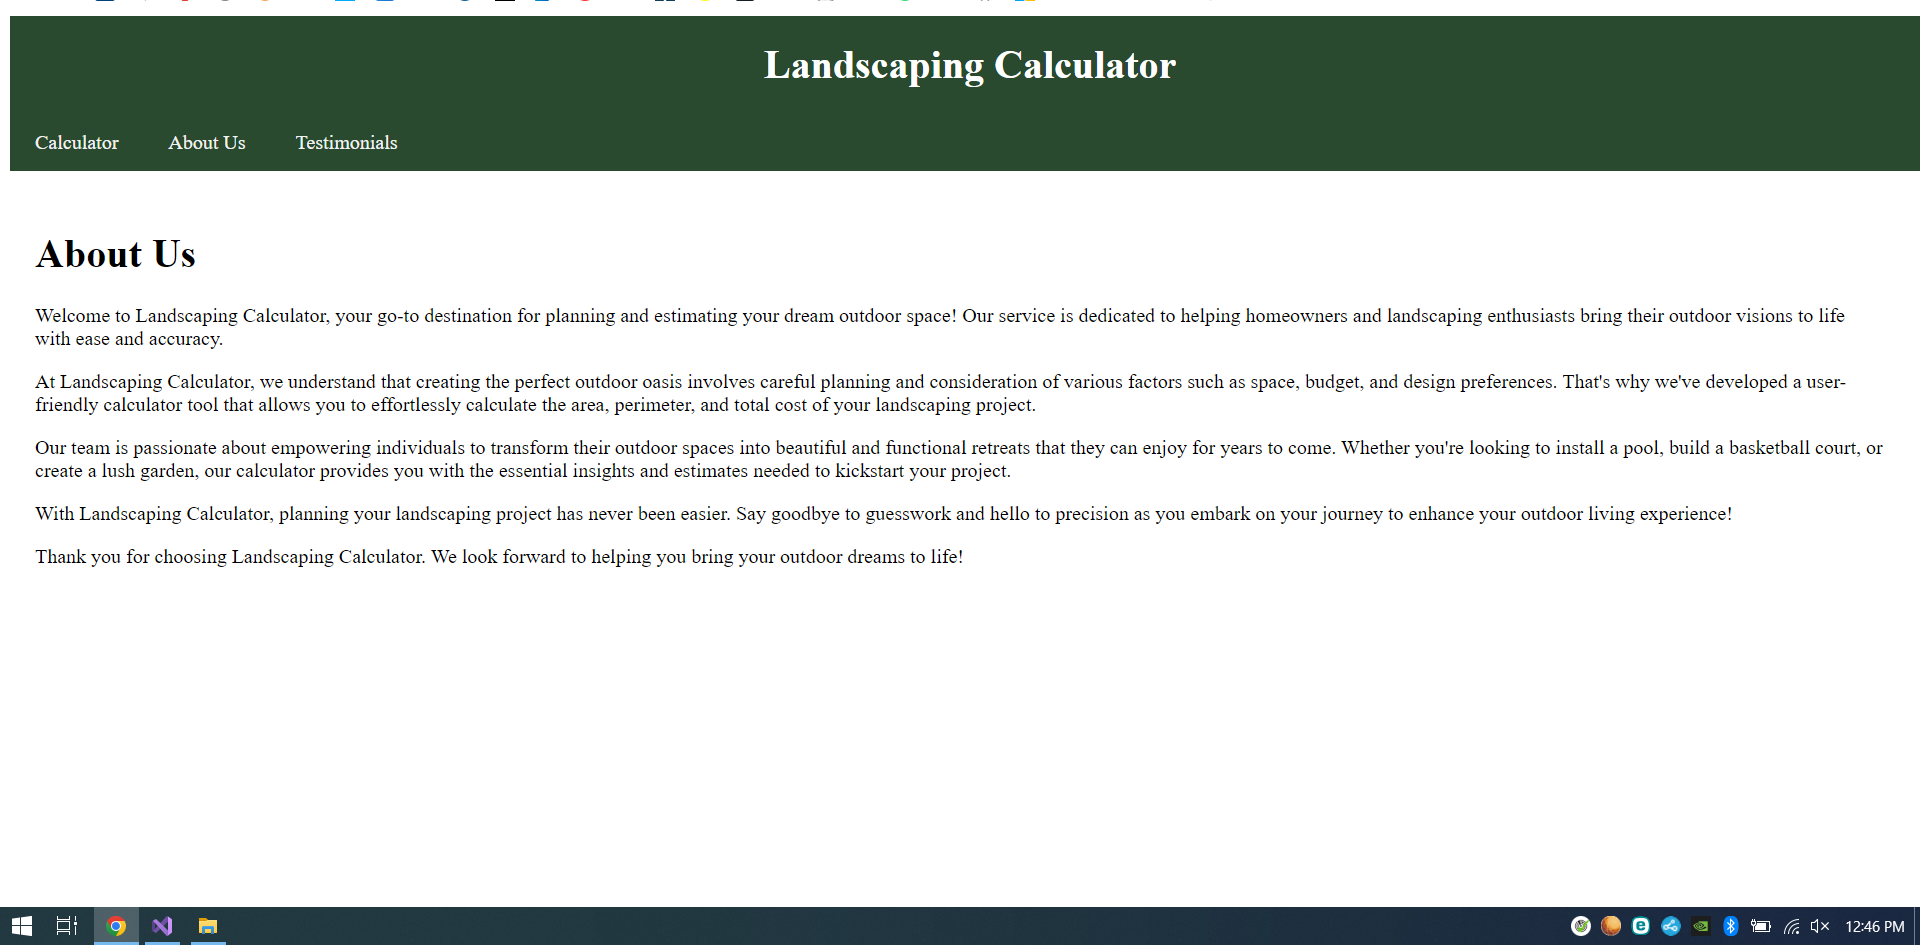 Landscaping Calculator
Calculator About Us Testimonials
About Us
Welcome to Landscaping Calculator, your go-to destination for planning and estimating your dream outdoor space! Our service is dedicated to helping homeowners and landscaping enthusiasts bring their outdoor visions to life
with ease and accuracy.
At Landscaping Calculator, we understand that creating the perfect outdoor oasis involves careful planning and consideration of various factors such as space, budget, and design preferences. That's why we've developed a user-
friendly calculator tool that allows you to effortlessly calculate the area, perimeter, and total cost of your landscaping project.
Our team is passionate about empowering individuals to transform their outdoor spaces into beautiful and functional retreats that they can enjoy for years to come. Whether you're looking to install a pool, build a basketball court, or
create a lush garden, our calculator provides you with the essential insights and estimates needed to kickstart your project.
With Landscaping Calculator, planning your landscaping project has never been easier. Say goodbye to guesswork and hello to precision as you embark on your journey to enhance your outdoor living experience!
Thank you for choosing Landscaping Calculator. We look forward to helping you bring your outdoor dreams to life!
12:46 PM